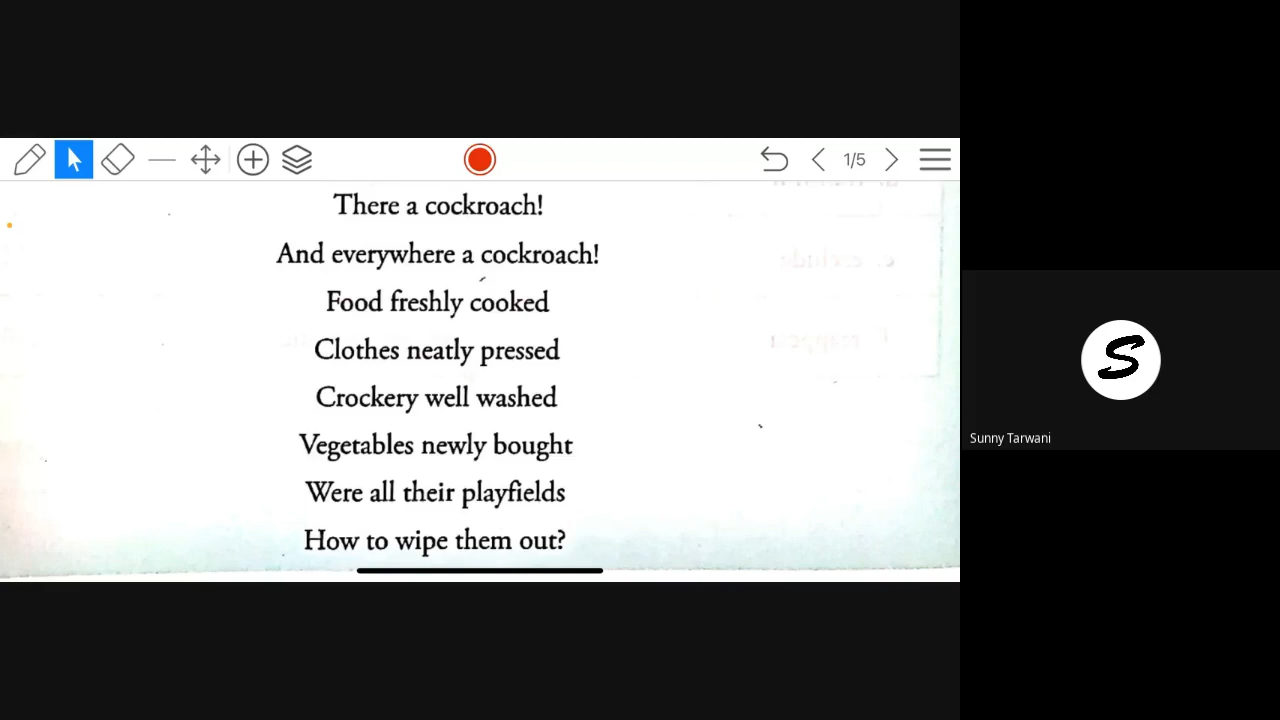 1/5
There a cockroach!
And everywhere a cockroach!
Food freshly cooked
Clothes neatly pressed
Crockery well washed
Vegetables newly bought
Were all their playfields
How to wipe them out?
S
Sunny Tarwani